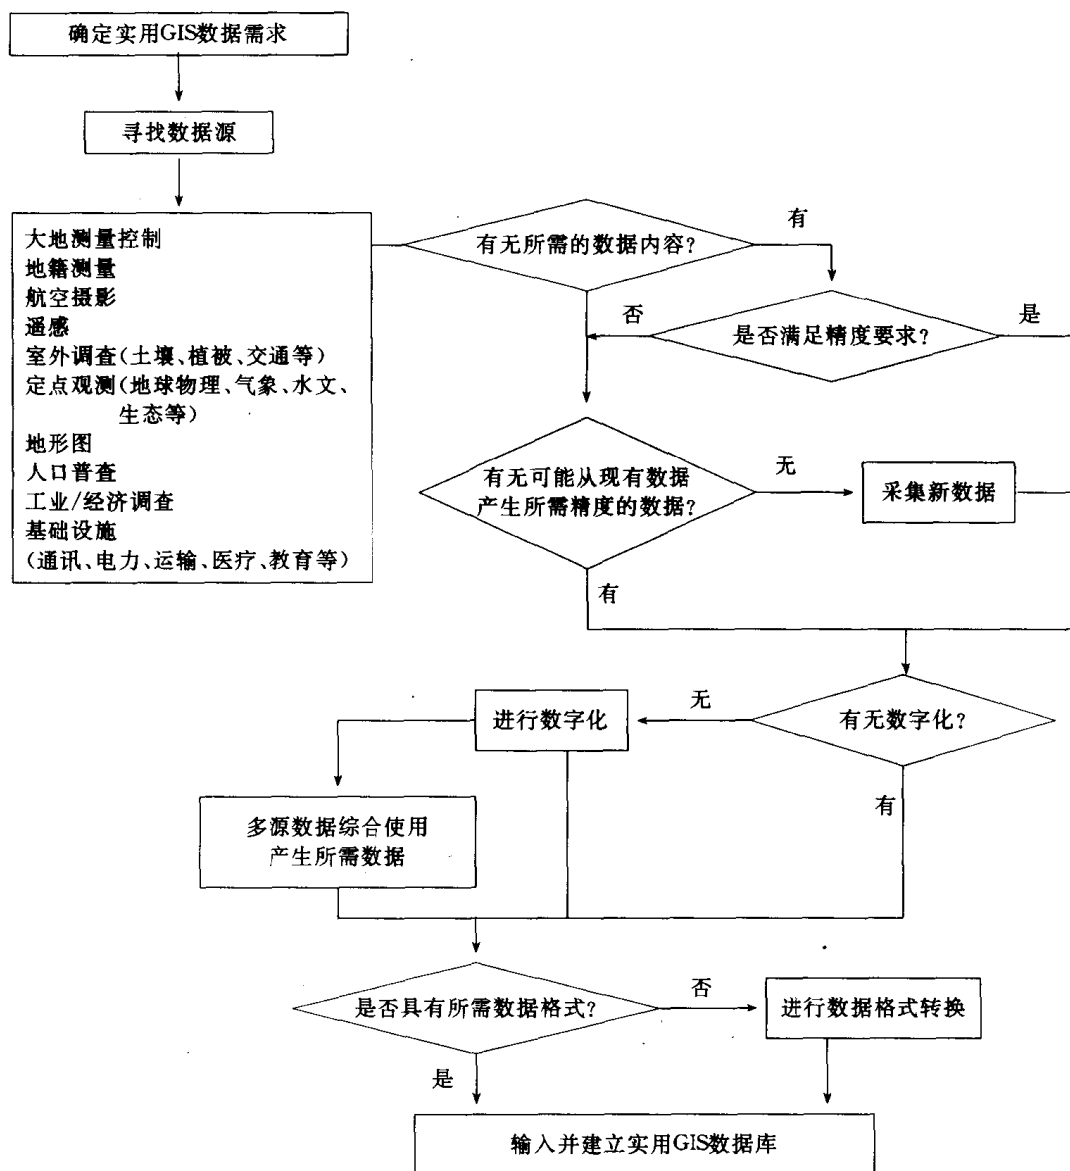 确定实用GIS数据需求
寻找数据源
大地测量控制
地籍测量
航空摄影
遥感
室外调查(土壤、植被、交通等)
定点观测(地球物理、气象、水文、
生态等)
地形图
人口普查
工业/经济调查
基础设施
(通讯、电力、运输、医疗、教育等)
有无所需的数据内容?
有
否
是否满足精度要求?
是
有无可能从现有数据
产生所需精度的数据?
无
采集新数据
有
有无数字化?
无
进行数字化
有
多源数据综合使用
产生所需数据
是否具有所需数据格式?
否
进行数据格式转换
是
输入并建立实用GIS数据库